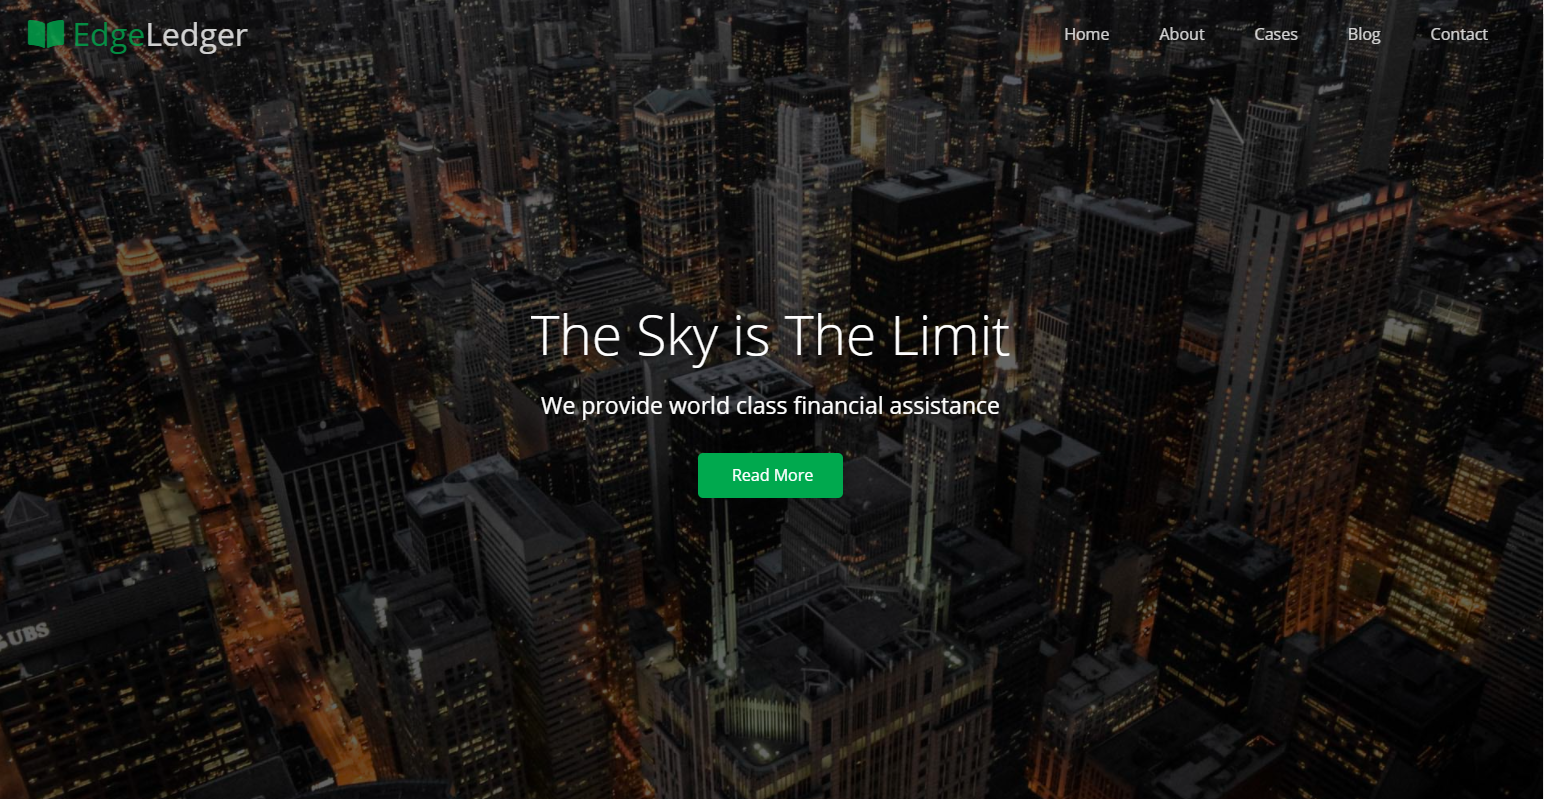 EdgeLedger
Home About Cases Blog Contact
The Sky is The Limit
We provide world class financial assistance
Read More
UBS